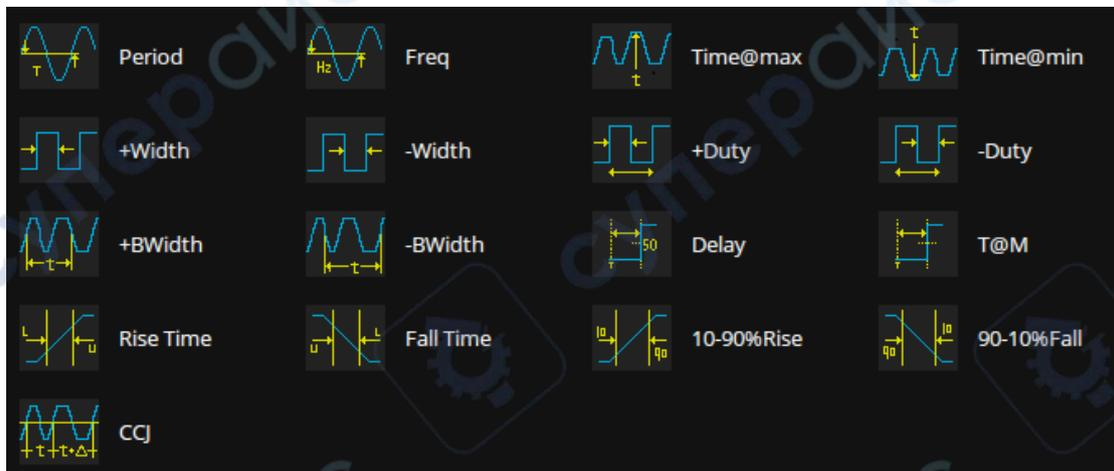 Period Freq Time@max Time@min
+Width -Width +Duty -Duty
+BWidth -BWidth Delay T@M
Rise Time Fall Time 10-90%Rise 90-10%Fall
CCJ